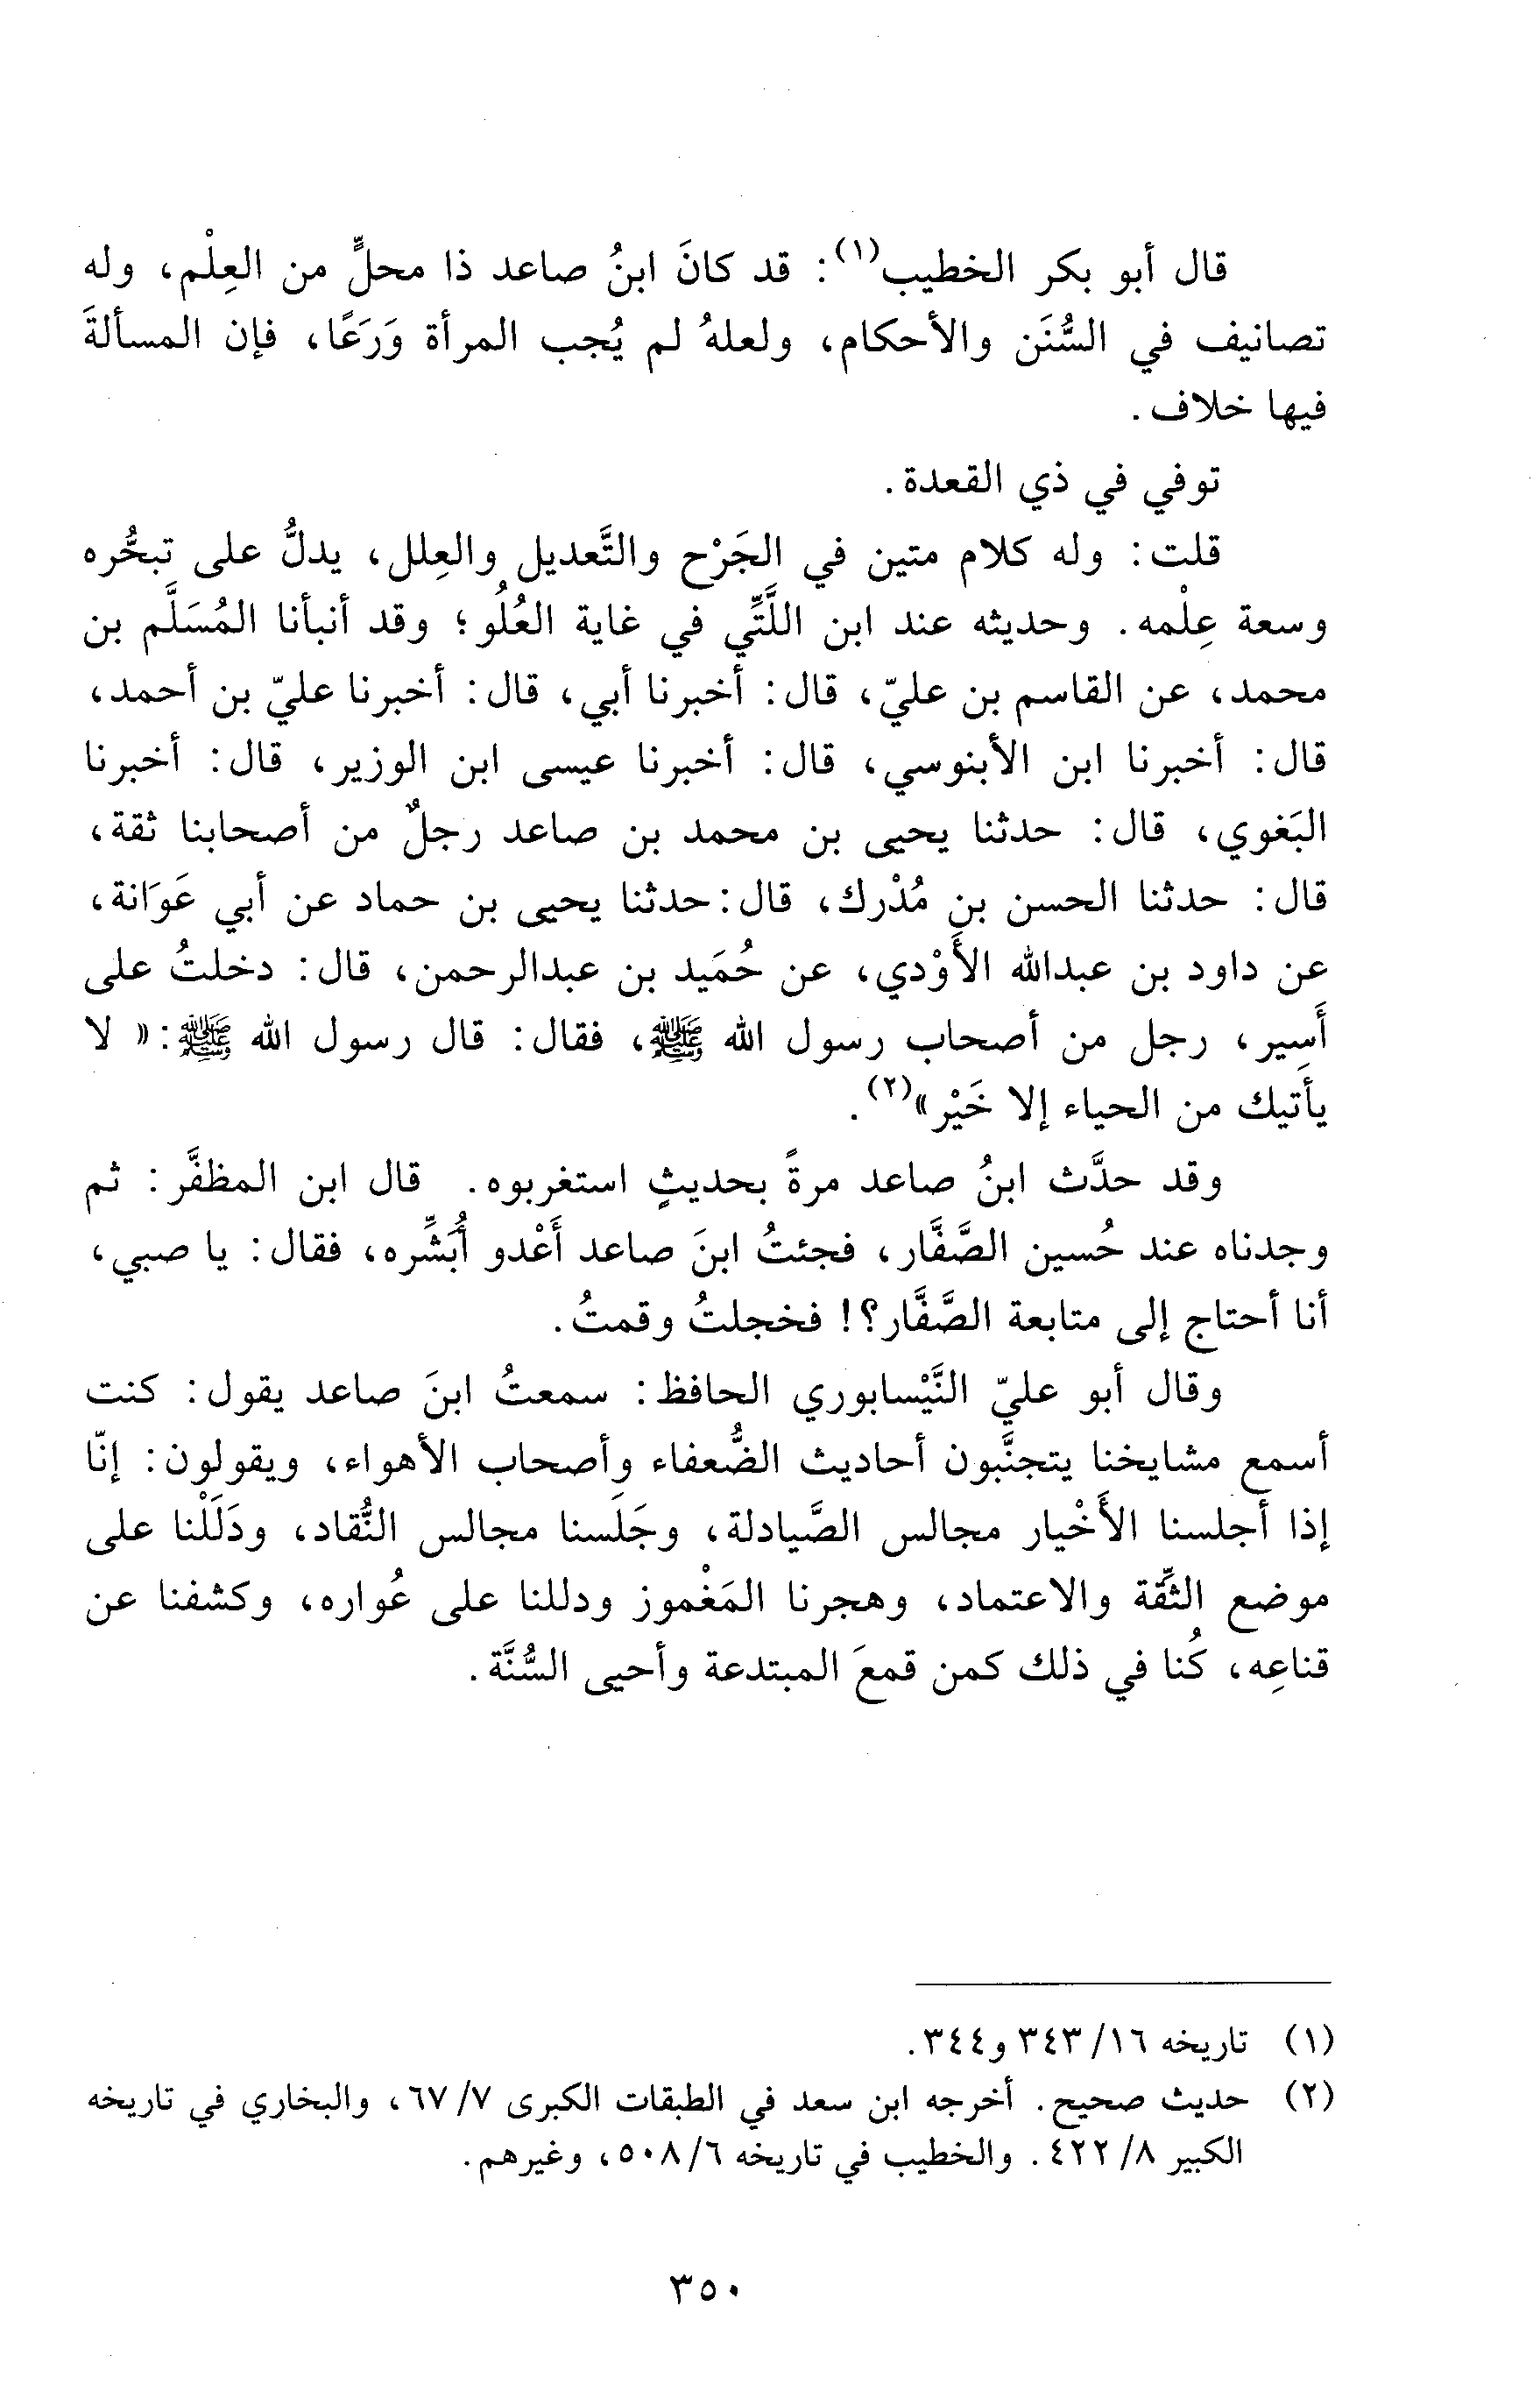 قال أبو بكر الخطيب(١): قد كانَ ابنُ صاعد ذا محلٍّ من العِلْم، وله
تصانيف في السُّنَن والأحكام، ولعلهُ لم يُجب المرأة وَرَعًا، فإن المسألةَ
فيها خلاف.
توفي في ذي القعدة.
قلت: وله كلام متين في الجَرْح والتَّعديل والعِلل، يدلُّ على تبحُّره
وسعة عِلْمه. وحديثه عند ابن اللَّتِّي في غاية العُلُو؛ وقد أنبأنا المُسَلَّم بن
محمد، عن القاسم بن عليّ، قال: أخبرنا أبي، قال: أخبرنا عليّ بن أحمد،
قال: أخبرنا ابن الأبنوسي، قال: أخبرنا عيسى ابن الوزير، قال: أخبرنا
البَغوي، قال: حدثنا يحيى بن محمد بن صاعد رجلٌ من أصحابنا ثقة،
قال: حدثنا الحسن بن مُدْرك، قال: حدثنا يحيى بن حماد عن أبي عَوَانة،
عن داود بن عبدالله الأَوْدي، عن حُمَيد بن عبدالرحمن، قال: دخلتُ على
أَسِير، رجل من أصحاب رسول الله ﷺ، فقال: قال رسول الله ﷺ: «لا
يأتيك من الحياء إلا خَيْر»(٢).
وقد حدَّث ابنُ صاعد مرةً بحديثٍ استغربوه. قال ابن المظفَّر: ثم
وجدناه عند حُسين الصَّفَّار، فجئتُ ابنَ صاعد أَعْدو أُبَشِّره، فقال: يا صبي،
أنا أحتاج إلى متابعة الصَّفَّار؟! فخجلتُ وقمتُ.
وقال أبو عليّ النَّيْسابوري الحافظ: سمعتُ ابنَ صاعد يقول: كنت
أسمع مشايخنا يتجنَّبون أحاديث الضُّعفاء وأصحاب الأهواء، ويقولون: إنّا
إذا أجلسنا الأَخْيار مجالس الصَّيادلة، وجَلَسنا مجالس النُّقاد، ودَلَلْنا على
موضع الثِّقة والاعتماد، وهجرنا المَغْموز ودللنا على عُواره، وكشفنا عن
قناعِه، كُنا في ذلك كمن قمعَ المبتدعة وأحيى السُّنَّة.
(١) تاريخه ١٦/ ٣٤٣ و٣٤٤.
(٢) حديث صحيح. أخرجه ابن سعد في الطبقات الكبرى ٧/ ٦٧، والبخاري في تاريخه
الكبير ٨/ ٤٢٢. والخطيب في تاريخه ٦/ ٥٠٨، وغيرهم.
٣٥٠